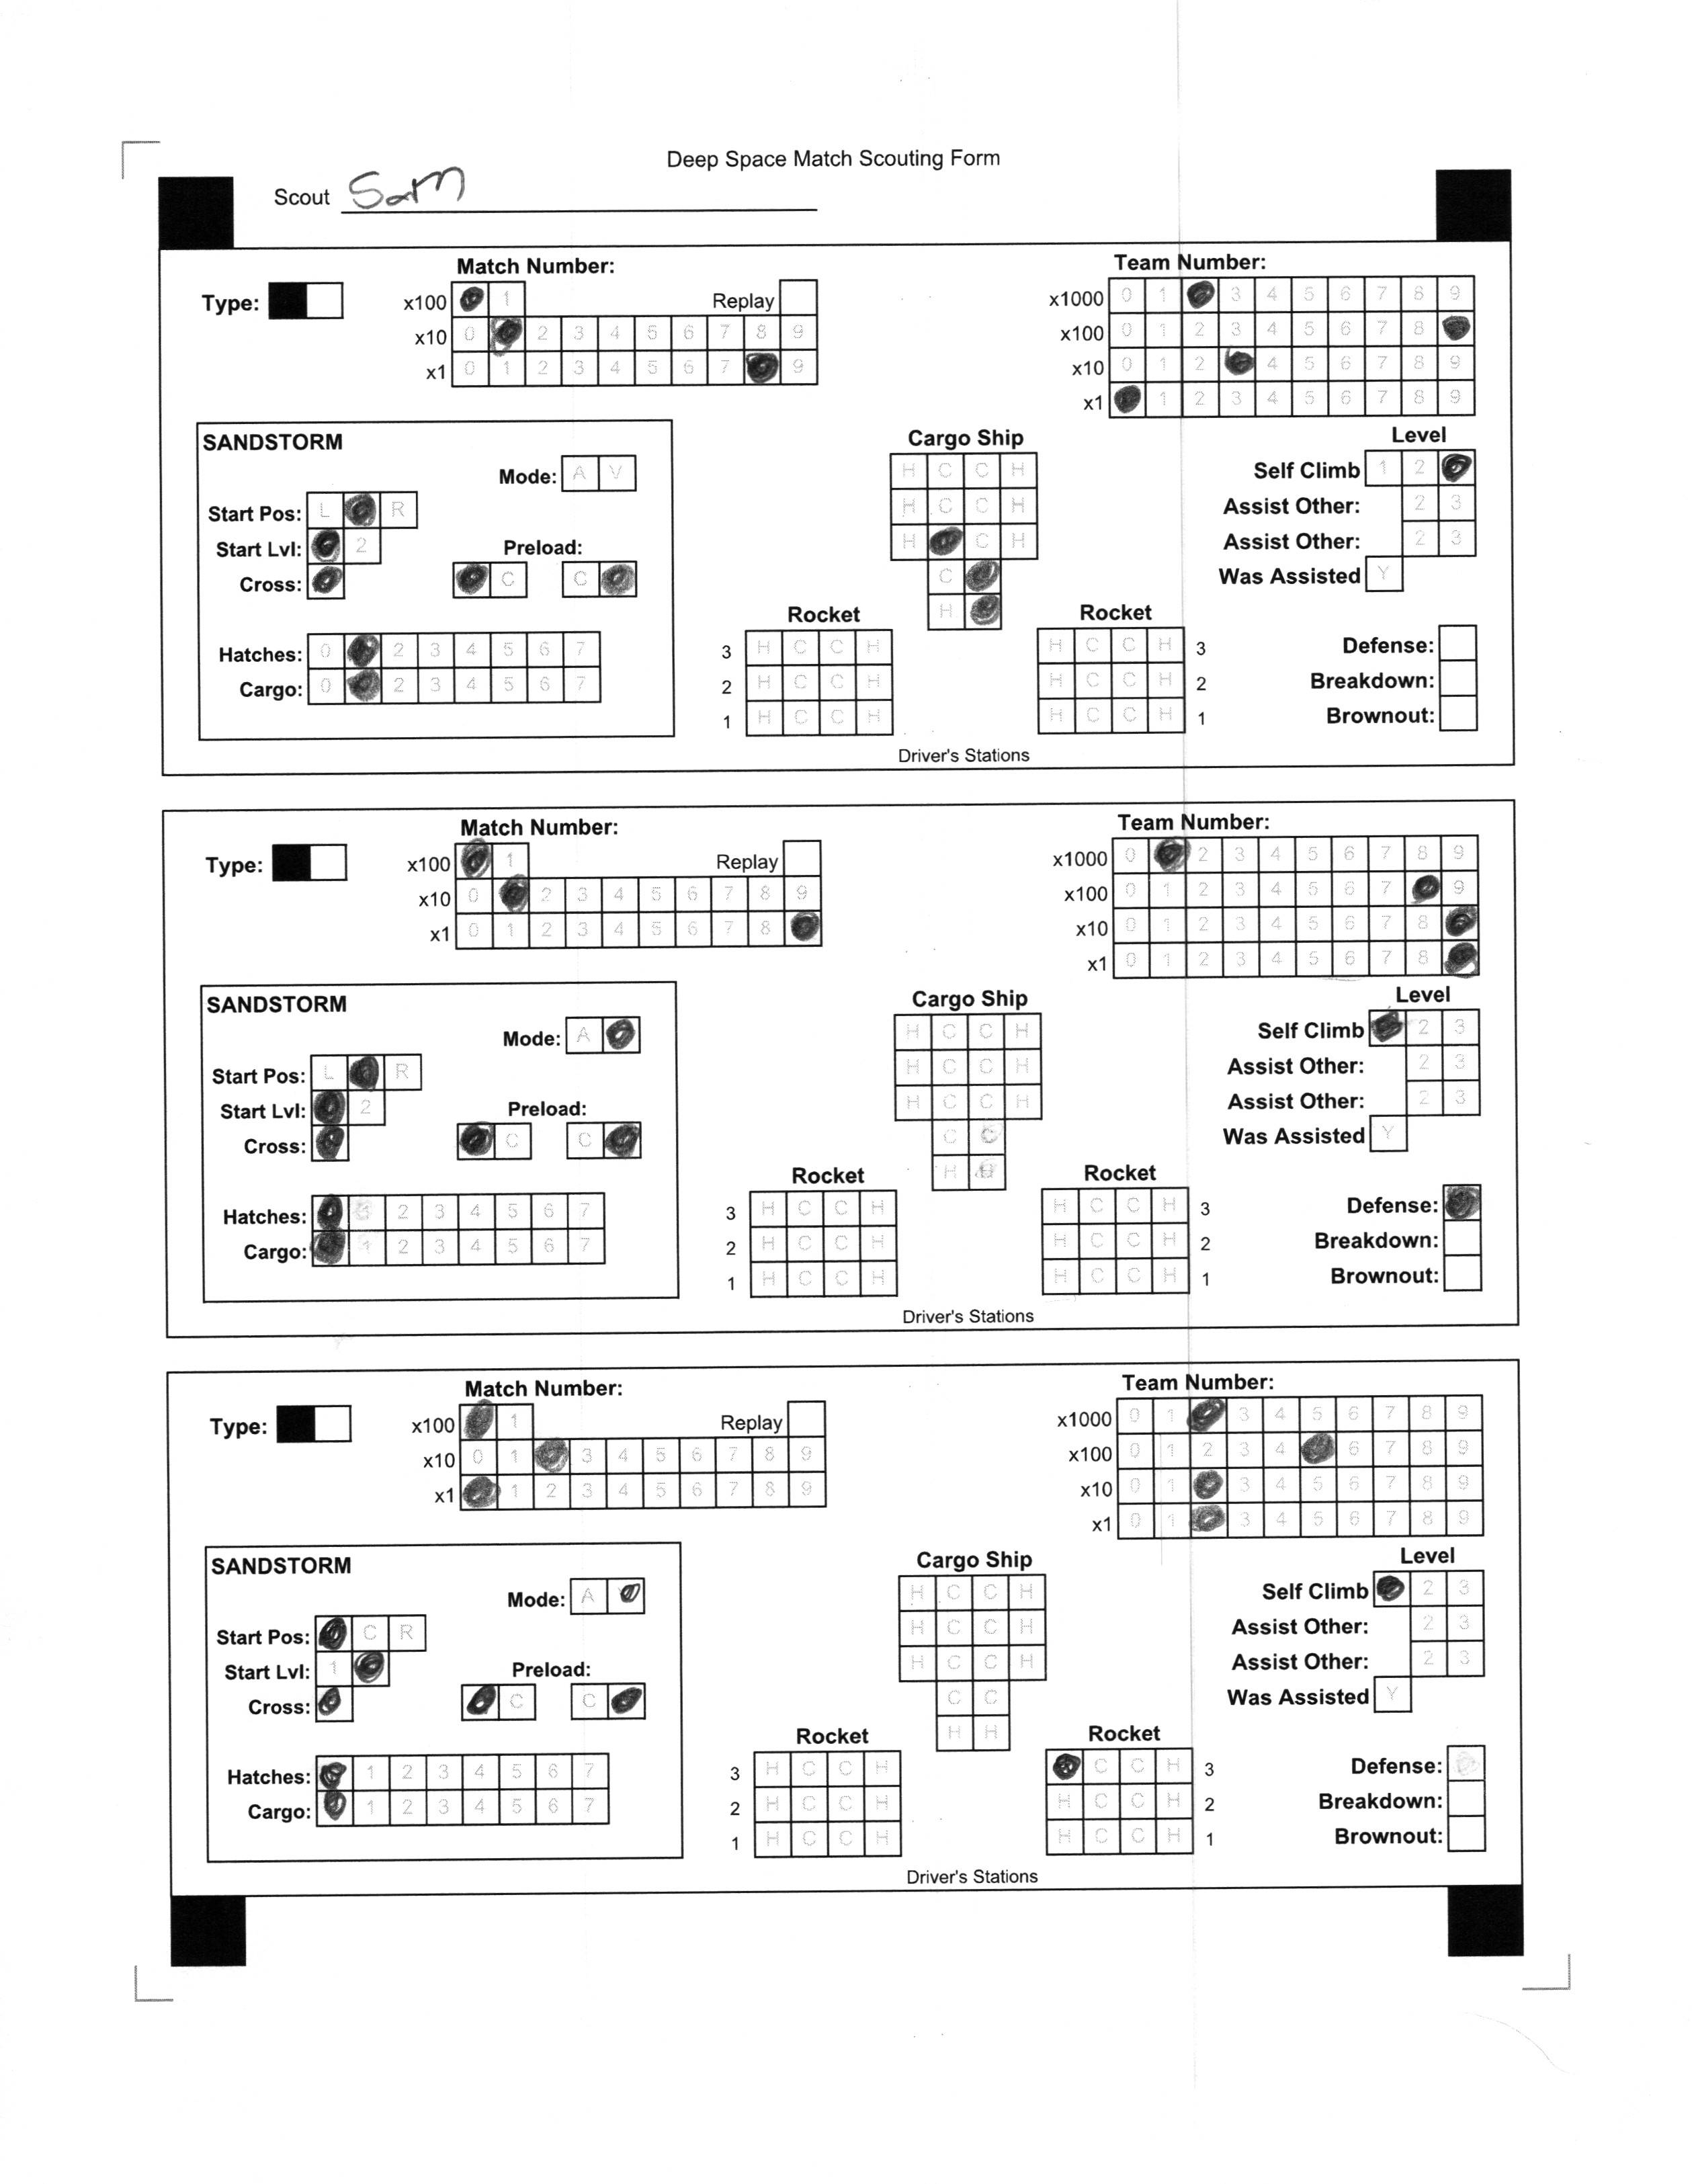 Deep Space Match Scouting Form
Scout Sam
Match Number:
Team Number:
Type:
x100 1 Replay
x10 0 2 3 4 5 6 7 8 9
x1 0 1 2 3 4 5 6 7 9
x1000 0 1 3 4 5 6 7 8 9
x100 0 1 2 3 4 5 6 7 8
x10 0 1 2 4 5 6 7 8 9
x1 1 2 3 4 5 6 7 8 9
SANDSTORM
Mode: A V
Start Pos: L R
Start Lvl: 2
Preload:
Cross: C C
Hatches: 0 2 3 4 5 6 7
Cargo: 0 2 3 4 5 6 7
Cargo Ship
H C C H
H C C H
H C H
C
H
Rocket
3 H C C H
2 H C C H
1 H C C H
Rocket
H C C H 3
H C C H 2
H C C H 1
Driver's Stations
Level
Self Climb 1 2
Assist Other: 2 3
Assist Other: 2 3
Was Assisted Y
Defense:
Breakdown:
Brownout:
Match Number:
Team Number:
Type:
x100 1 Replay
x10 0 2 3 4 5 6 7 8 9
x1 0 1 2 3 4 5 6 7 8
x1000 0 2 3 4 5 6 7 8 9
x100 0 1 2 3 4 5 6 7 9
x10 0 1 2 3 4 5 6 7 8
x1 0 1 2 3 4 5 6 7 8
SANDSTORM
Mode: A
Start Pos: L R
Start Lvl: 2
Preload:
Cross: C C
Hatches: 2 3 4 5 6 7
Cargo: 1 2 3 4 5 6 7
Cargo Ship
H C C H
H C C H
H C C H
C C
H H
Rocket
3 H C C H
2 H C C H
1 H C C H
Rocket
H C C H 3
H C C H 2
H C C H 1
Driver's Stations
Level
Self Climb 2 3
Assist Other: 2 3
Assist Other: 2 3
Was Assisted Y
Defense:
Breakdown:
Brownout:
Match Number:
Team Number:
Type:
x100 1 Replay
x10 0 1 3 4 5 6 7 8 9
x1 1 2 3 4 5 6 7 8 9
x1000 0 1 3 4 5 6 7 8 9
x100 0 1 2 3 4 6 7 8 9
x10 0 1 3 4 5 6 7 8 9
x1 0 1 3 4 5 6 7 8 9
SANDSTORM
Mode: A
Start Pos: C R
Start Lvl: 1
Preload:
Cross: C C
Hatches: 1 2 3 4 5 6 7
Cargo: 1 2 3 4 5 6 7
Cargo Ship
H C C H
H C C H
H C C H
C C
H H
Rocket
3 H C C H
2 H C C H
1 H C C H
Rocket
C C H 3
H C C H 2
H C C H 1
Driver's Stations
Level
Self Climb 2 3
Assist Other: 2 3
Assist Other: 2 3
Was Assisted Y
Defense:
Breakdown:
Brownout: